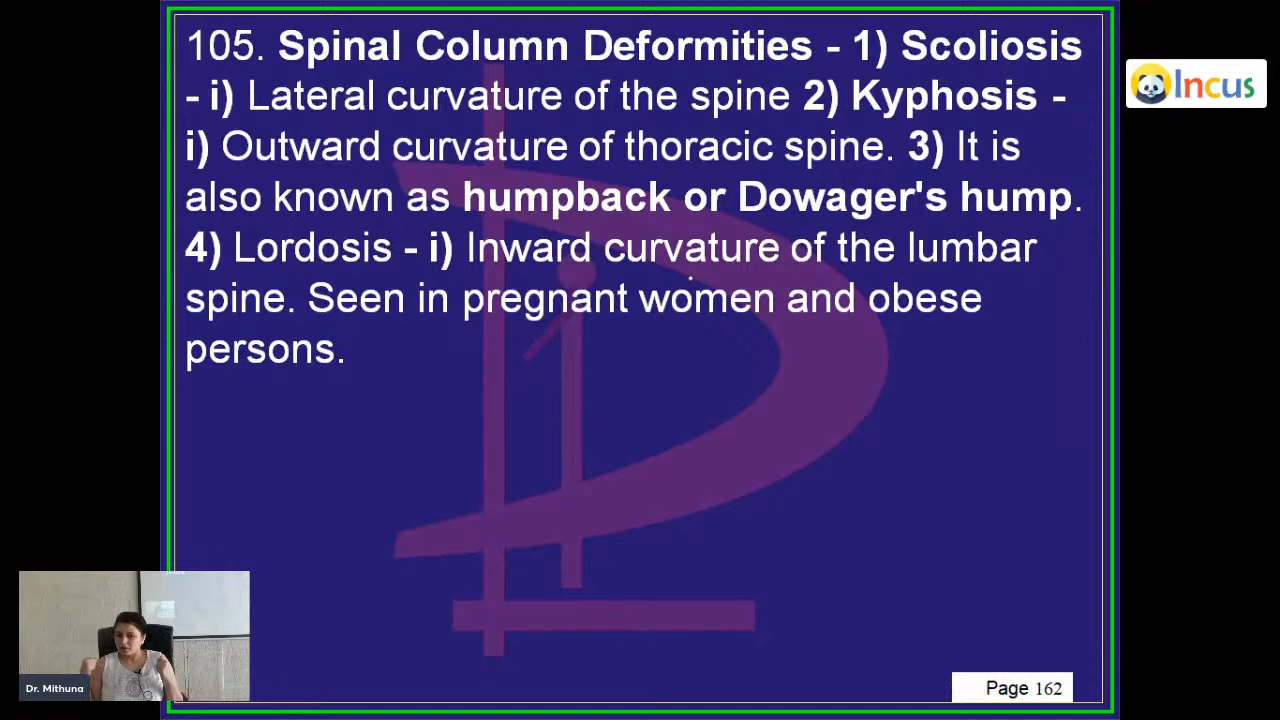 105. Spinal Column Deformities - 1) Scoliosis
- i) Lateral curvature of the spine 2) Kyphosis -
i) Outward curvature of thoracic spine. 3) It is
also known as humpback or Dowager's hump.
4) Lordosis - i) Inward curvature of the lumbar
spine. Seen in pregnant women and obese
persons.
Incus
Dr. Mithuna
Page 162